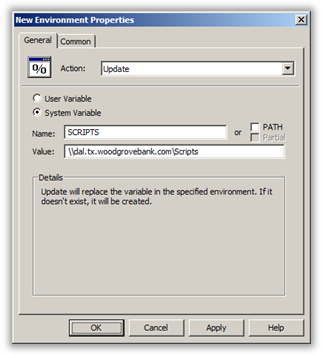 New Environment Properties
General Common
Action: Update
User Variable
System Variable
Name: SCRIPTS or PATH
Partial
Value: \\dal.tx.woodgrovebank.com\Scripts
Details
Update will replace the variable in the specified environment. If it
doesn't exist, it will be created.
OK Cancel Apply Help